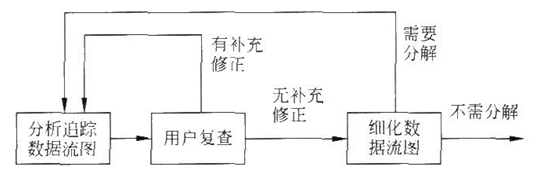 需要
分解
有补充
修正
无补充
修正
不需分解
分析追踪
数据流图
用户复查
细化数
据流图